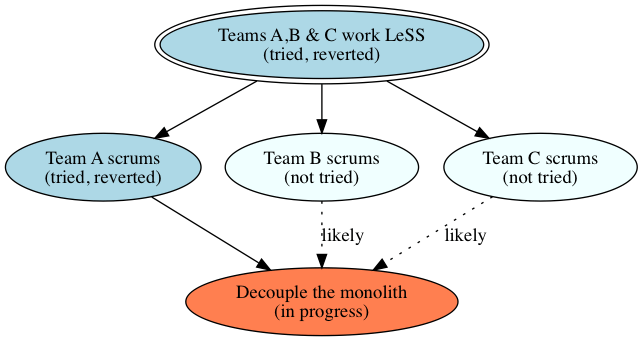 Teams A,B & C work LeSS
(tried, reverted)
Team A scrums
(tried, reverted)
Team B scrums
(not tried)
Team C scrums
(not tried)
likely
likely
Decouple the monolith
(in progress)